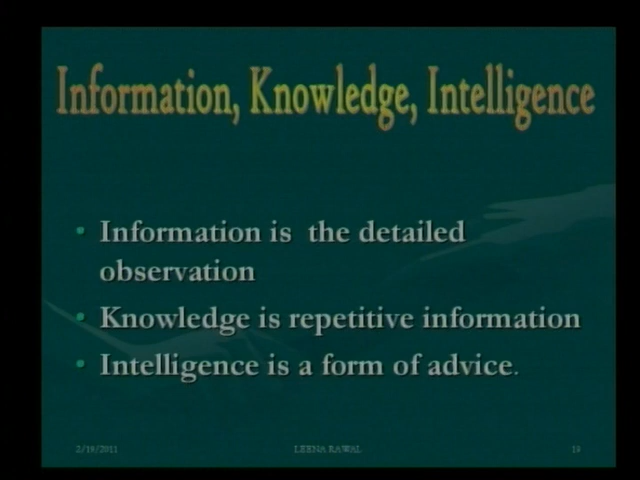 Information, Knowledge, Intelligence
• Information is the detailed
observation
• Knowledge is repetitive information
• Intelligence is a form of advice.
2/19/2011 LEENA RAWAL 19